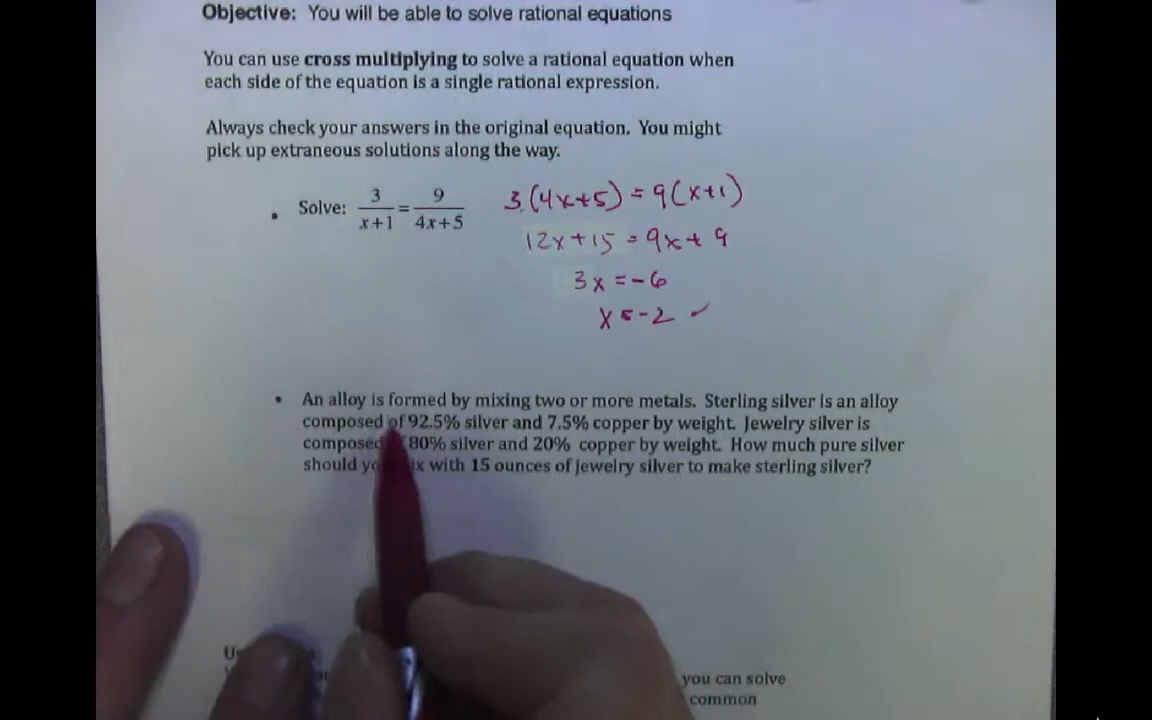 Objective: You will be able to solve rational equations
You can use cross multiplying to solve a rational equation when
each side of the equation is a single rational expression.
Always check your answers in the original equation. You might
pick up extraneous solutions along the way.
• Solve: 3/(x+1) = 9/(4x+5)
3(4x+5) = 9(x+1)
12x+15 = 9x+9
3x = -6
x = -2 ✓
• An alloy is formed by mixing two or more metals. Sterling silver is an alloy
composed of 92.5% silver and 7.5% copper by weight. Jewelry silver is
composed 80% silver and 20% copper by weight. How much pure silver
should with 15 ounces of jewelry silver to make sterling silver?
you can solve
common